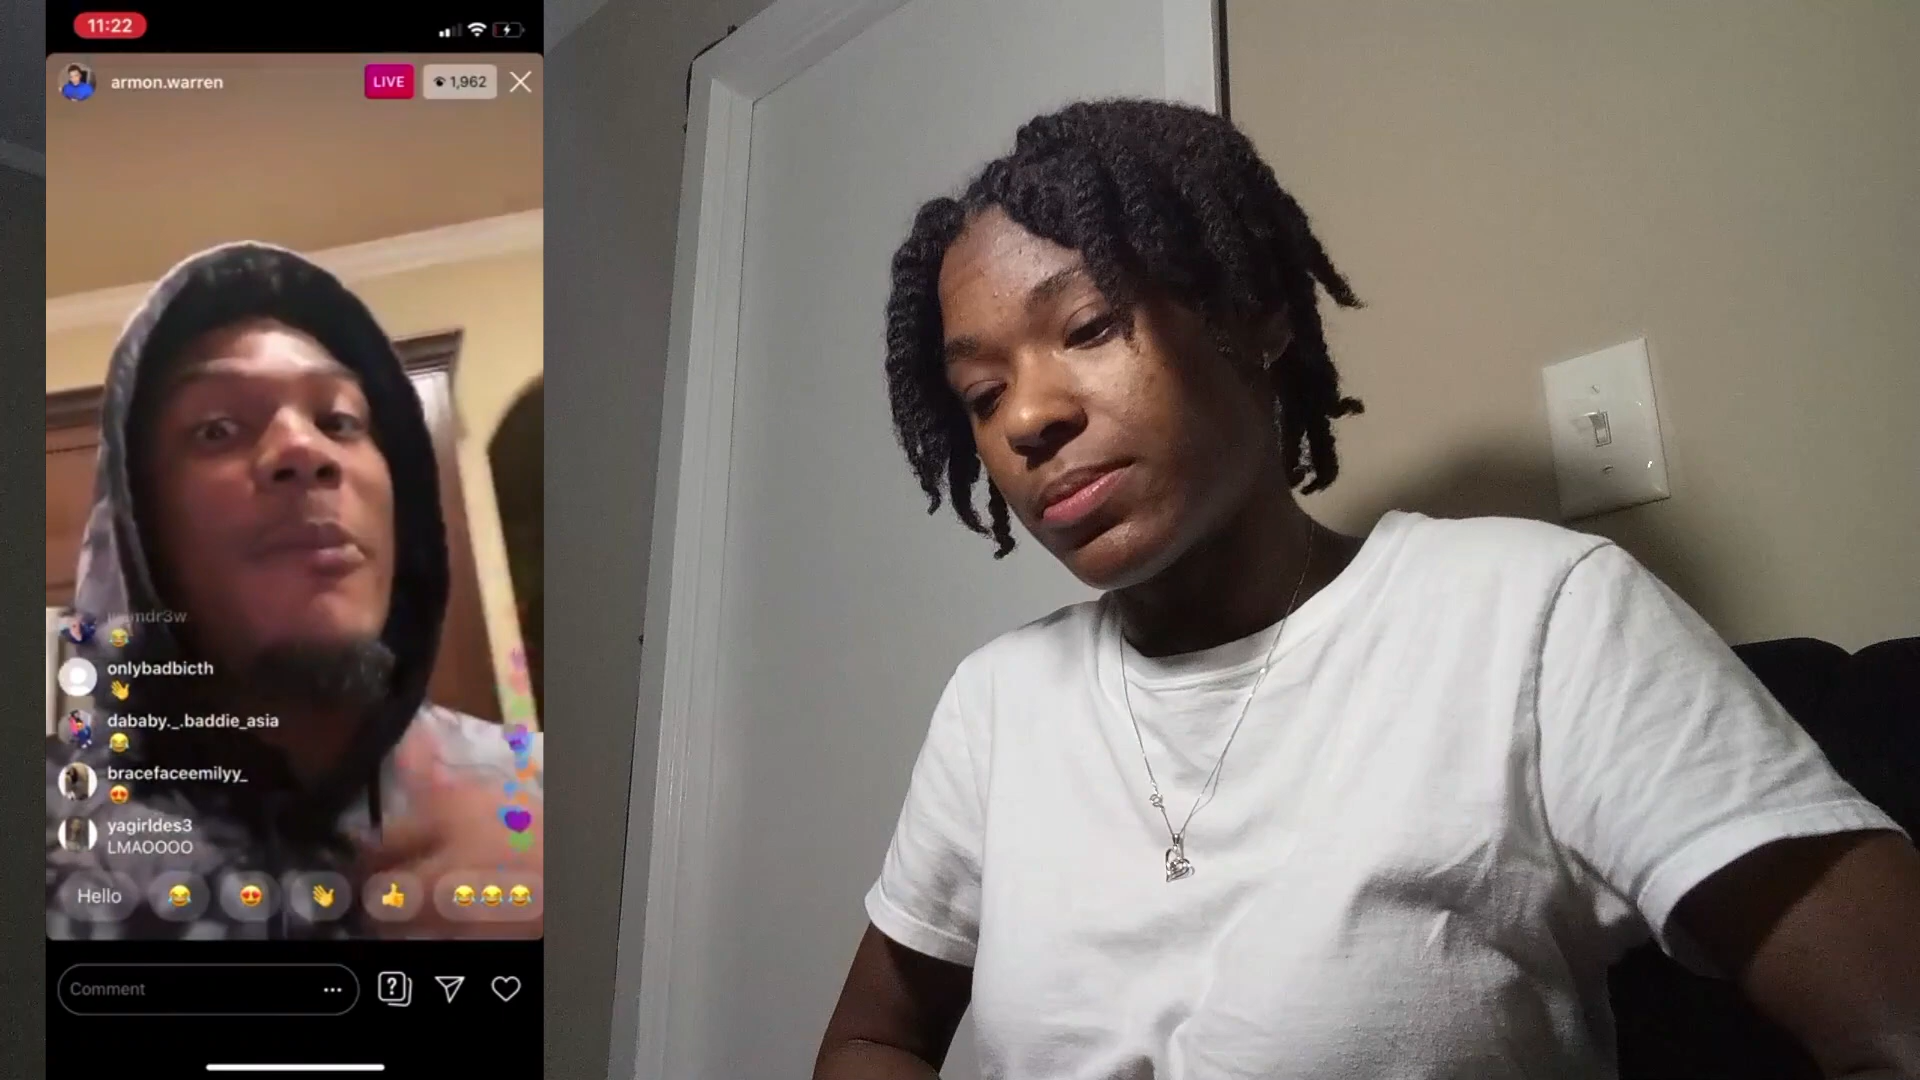 11:22
armon.warren
LIVE
1,962
onlybadbicth
dababy._.baddie_asia
bracefaceemilyy_
yagirldes3
LMAOOOO
Hello
Comment